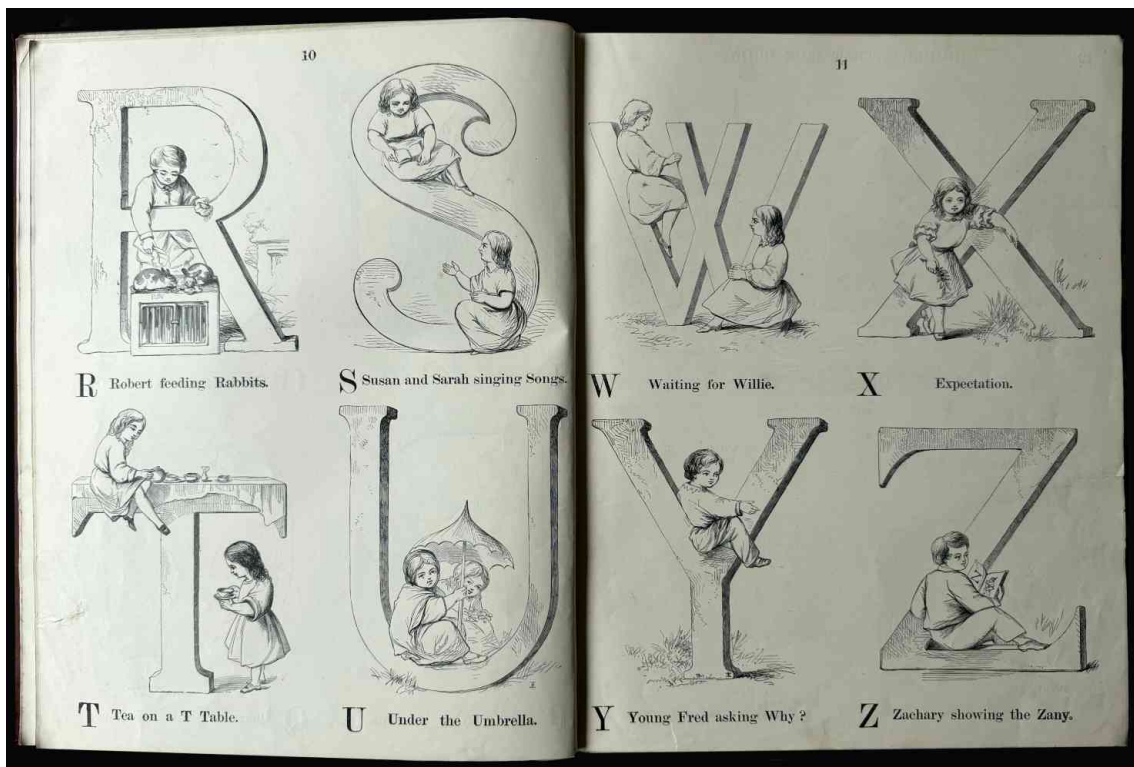 10
R Robert feeding Rabbits.
S Susan and Sarah singing Songs.
T Tea on a T Table.
U Under the Umbrella.
11
W Waiting for Willie.
X Expectation.
Y Young Fred asking Why ?
Z Zachary showing the Zany.